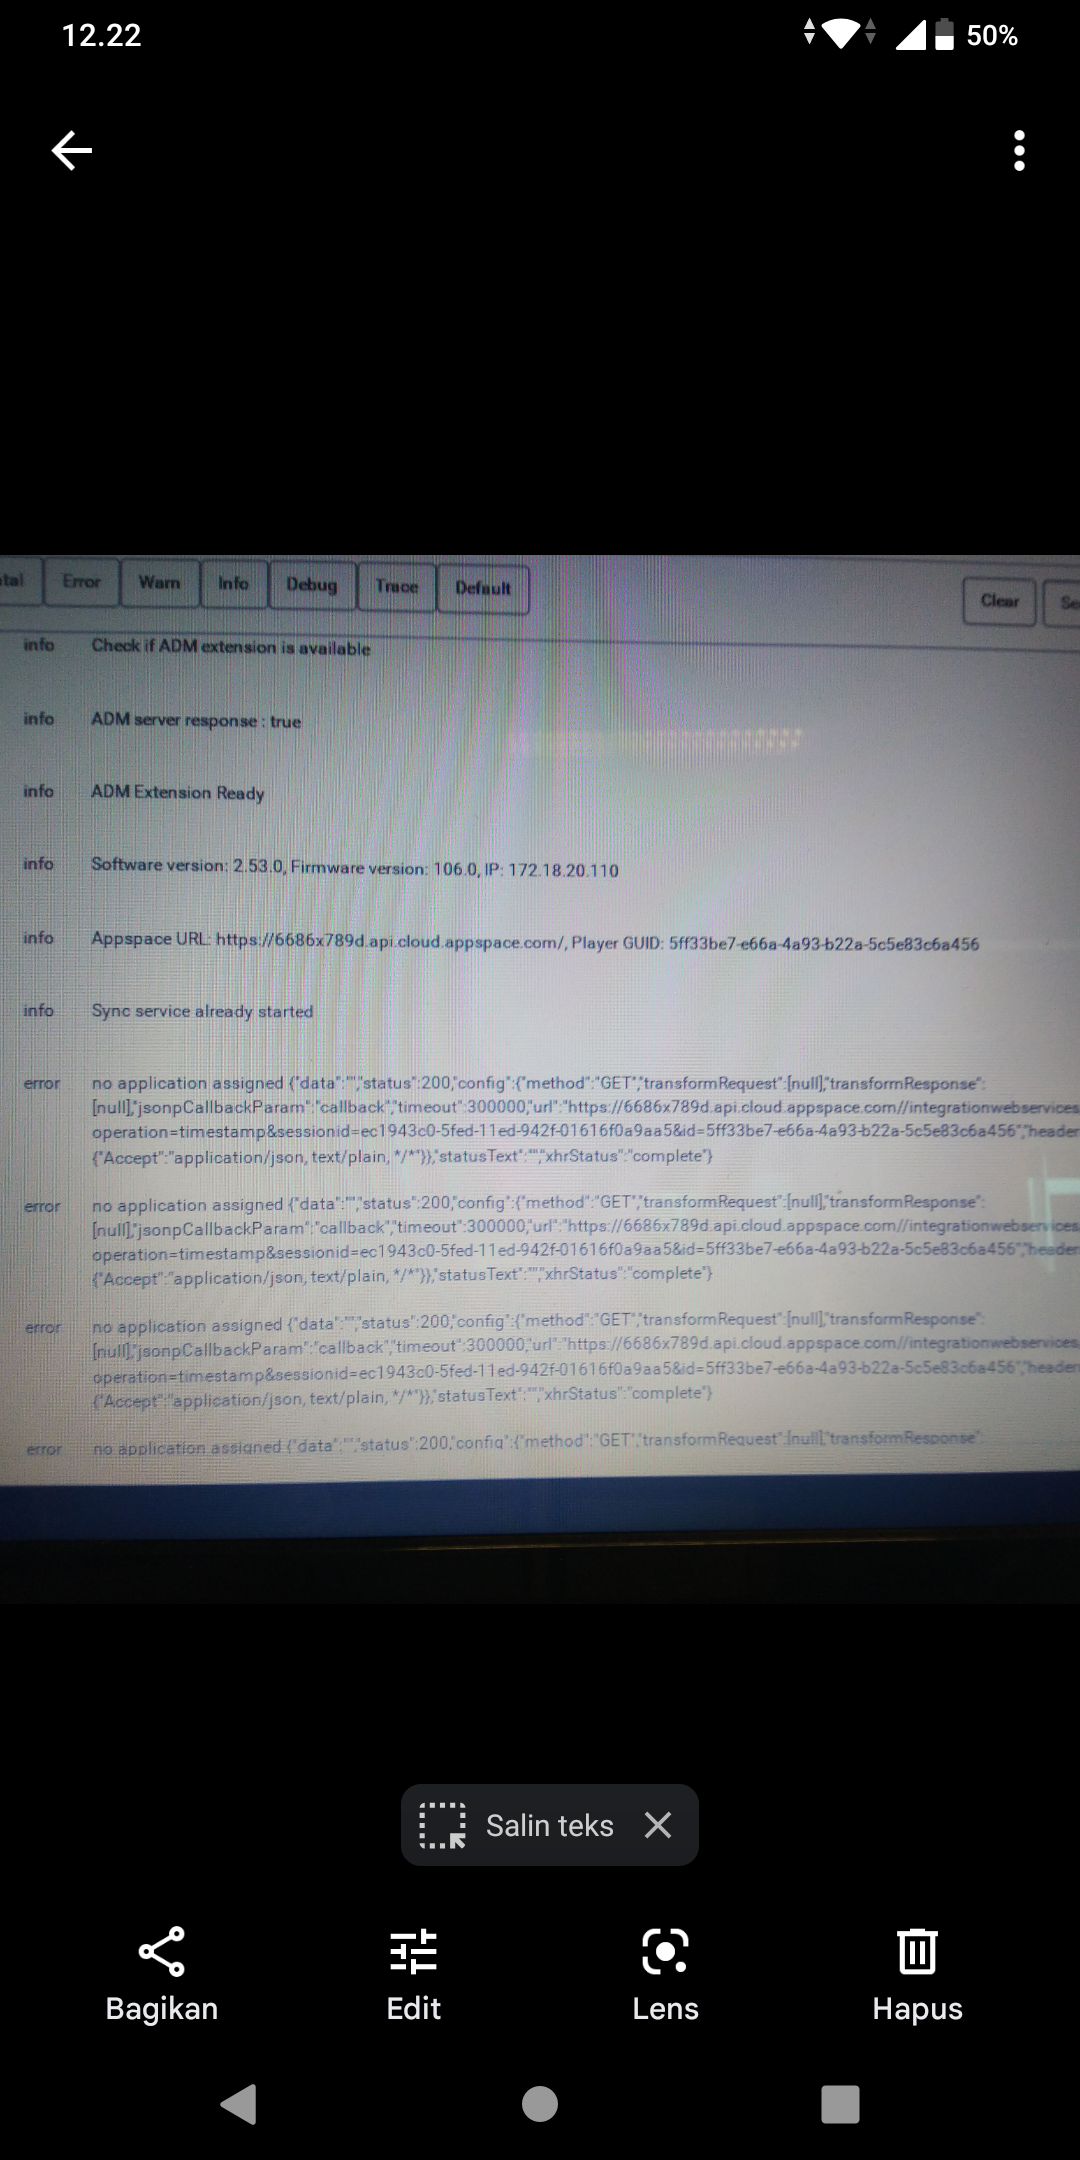 12.22
50%
Error Warn Info Debug Trace Default Clear
info Check if ADM extension is available
info ADM server response : true
info ADM Extension Ready
info Software version: 2.53.0, Firmware version: 106.0, IP: 172.18.20.110
info Appspace URL: https://6686x789d.api.cloud.appspace.com/, Player GUID: 5ff33be7-e66a-4a93-b22a-5c5e83c6a456
info Sync service already started
error no application assigned {"data":"","status":200,"config":{"method":"GET","transformRequest":[null],"transformResponse":
[null],"jsonpCallbackParam":"callback","timeout":300000,"url":"https://6686x789d.api.cloud.appspace.com//integrationwebservices
operation=timestamp&sessionid=ec1943c0-5fed-11ed-942f-01616f0a9aa5&id=5ff33be7-e66a-4a93-b22a-5c5e83c6a456","header
{"Accept":"application/json, text/plain, */*"}},"statusText":"","xhrStatus":"complete"}
error no application assigned {"data":"","status":200,"config":{"method":"GET","transformRequest":[null],"transformResponse":
[null],"jsonpCallbackParam":"callback","timeout":300000,"url":"https://6686x789d.api.cloud.appspace.com//integrationwebservices
operation=timestamp&sessionid=ec1943c0-5fed-11ed-942f-01616f0a9aa5&id=5ff33be7-e66a-4a93-b22a-5c5e83c6a456","header
{"Accept":"application/json, text/plain, */*"}},"statusText":"","xhrStatus":"complete"}
error no application assigned {"data":"","status":200,"config":{"method":"GET","transformRequest":[null],"transformResponse":
[null],"jsonpCallbackParam":"callback","timeout":300000,"url":"https://6686x789d.api.cloud.appspace.com//integrationwebservices
operation=timestamp&sessionid=ec1943c0-5fed-11ed-942f-01616f0a9aa5&id=5ff33be7-e66a-4a93-b22a-5c5e83c6a456","header
{"Accept":"application/json, text/plain, */*"}},"statusText":"","xhrStatus":"complete"}
error no application assigned {"data":"","status":200,"config":{"method":"GET","transformRequest":[null],"transformResponse":
Salin teks
Bagikan Edit Lens Hapus